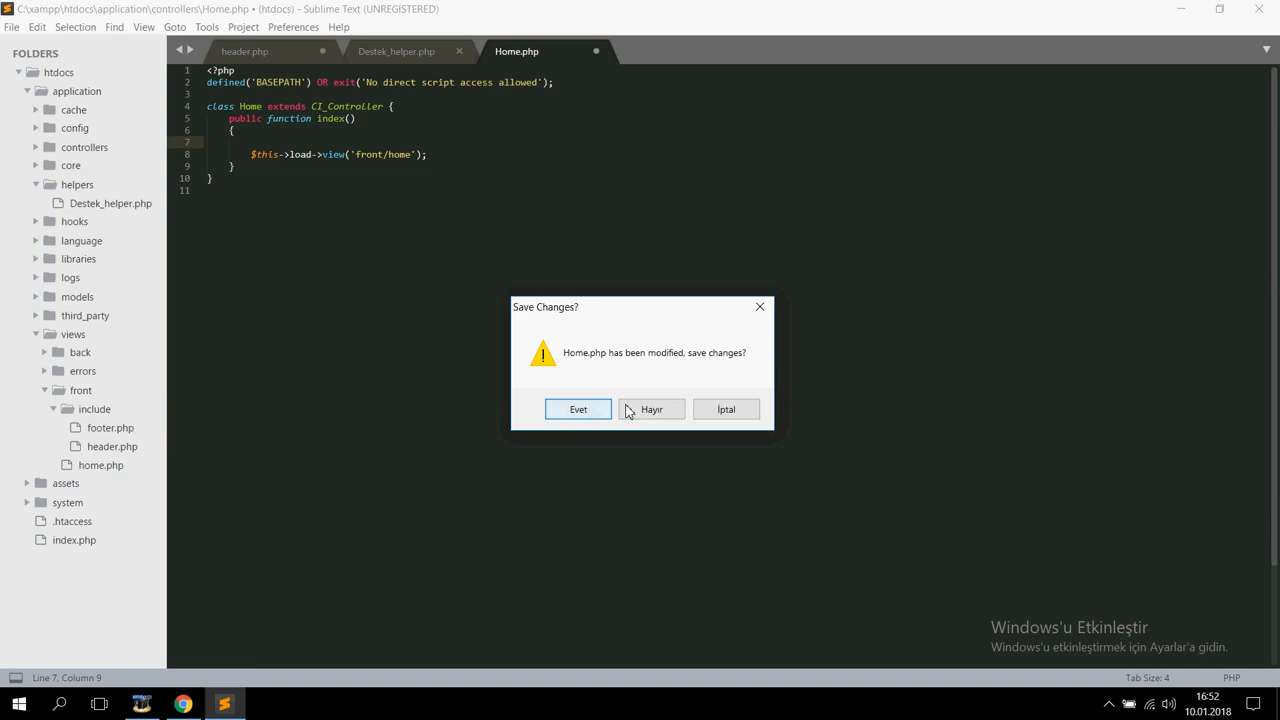 C:\xampp\htdocs\application\controllers\Home.php • (htdocs) - Sublime Text (UNREGISTERED)
File Edit Selection Find View Goto Tools Project Preferences Help
FOLDERS
htdocs
application
cache
config
controllers
core
helpers
Destek_helper.php
hooks
language
libraries
logs
models
third_party
views
back
errors
front
include
footer.php
header.php
home.php
assets
system
.htaccess
index.php
header.php Destek_helper.php Home.php
1 <?php
2 defined('BASEPATH') OR exit('No direct script access allowed');
3
4 class Home extends CI_Controller {
5 public function index()
6 {
7
8 $this->load->view('front/home');
9 }
10 }
11
Save Changes?
Home.php has been modified, save changes?
Evet Hayır İptal
Windows'u Etkinleştir
Windows'u etkinleştirmek için Ayarlar'a gidin.
Line 7, Column 9 Tab Size: 4 PHP
16:52
10.01.2018